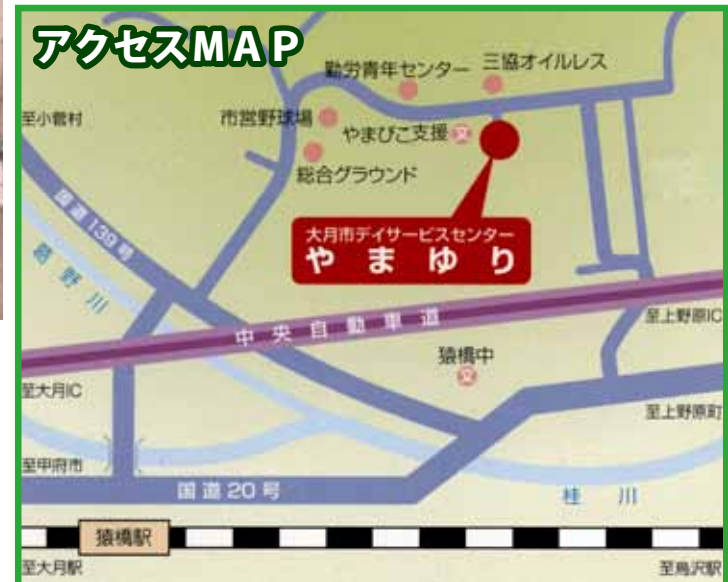 アクセスMAP
勤労青年センター
三協オイルレス
至小菅村
市営野球場
やまびこ支援
文
総合グラウンド
国道139号
葛野川
大月市デイサービスセンター
やまゆり
中央自動車道
至上野原IC
猿橋中
文
至大月IC
至上野原町
至甲府市
国道20号
桂川
猿橋駅
至大月駅
至鳥沢駅